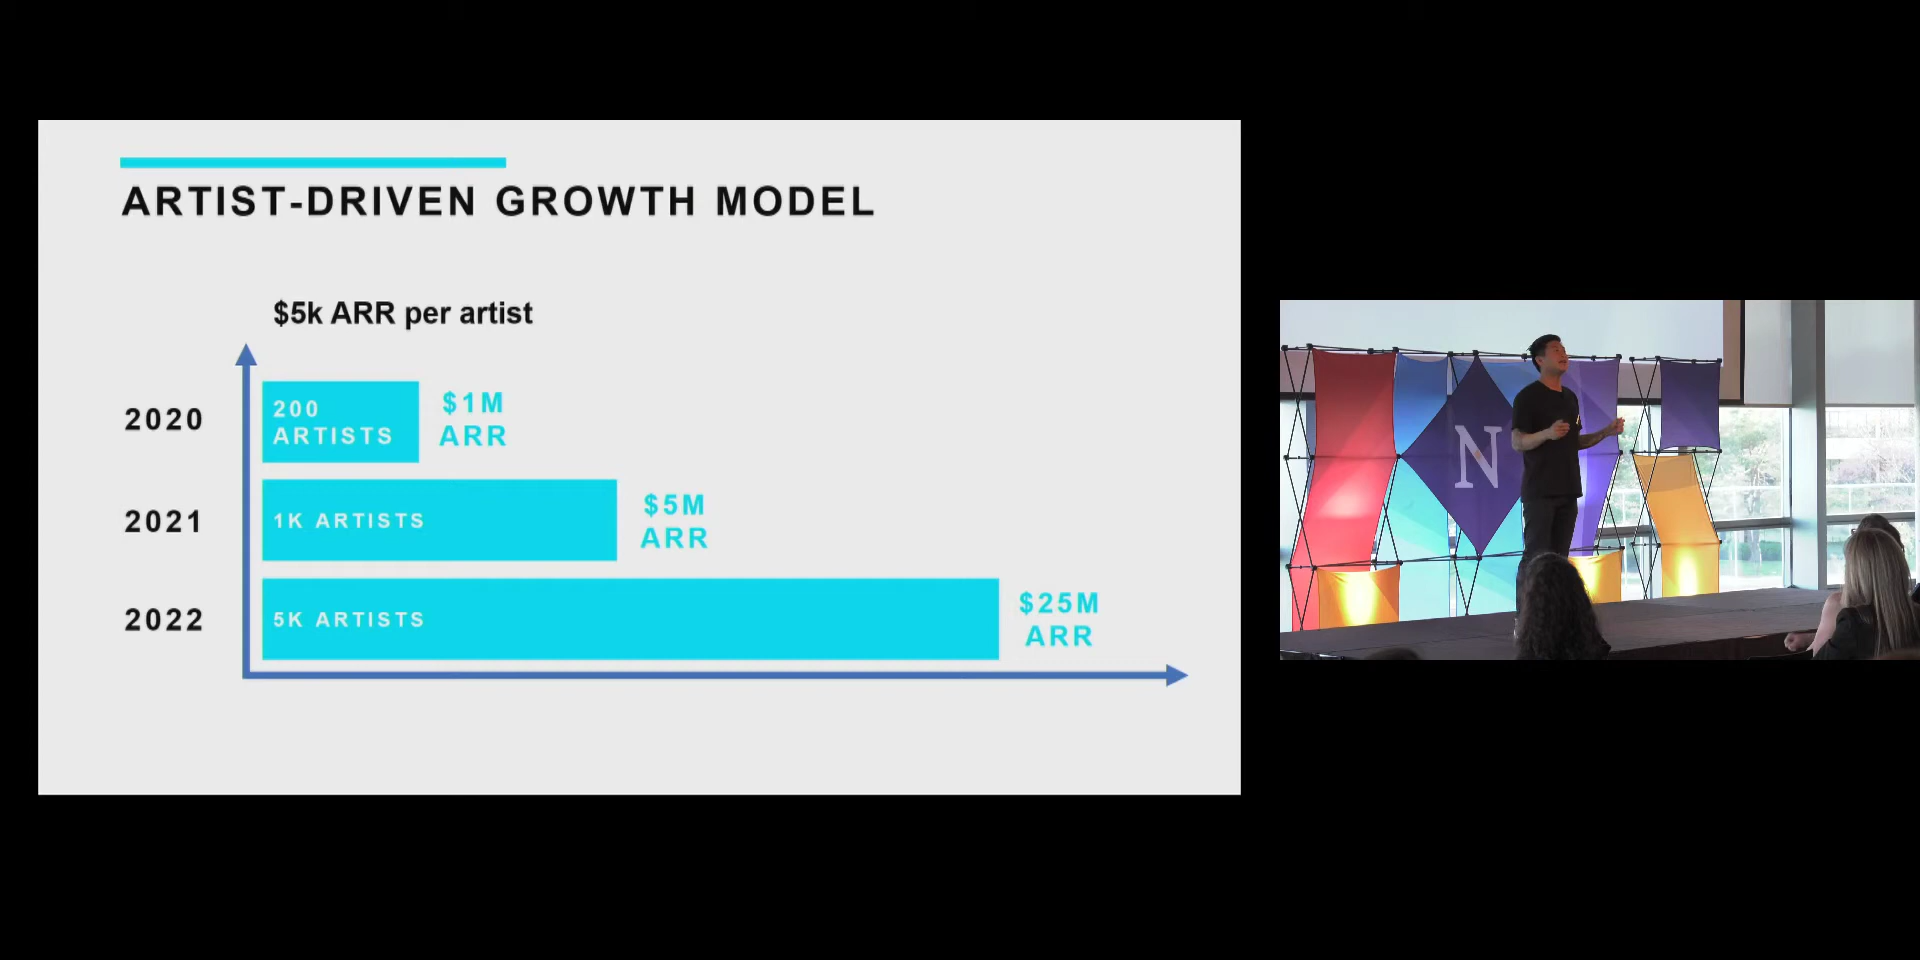 ARTIST-DRIVEN GROWTH MODEL
$5k ARR per artist
2020
200
ARTISTS
$1M
ARR
2021
1K ARTISTS
$5M
ARR
2022
5K ARTISTS
$25M
ARR
N